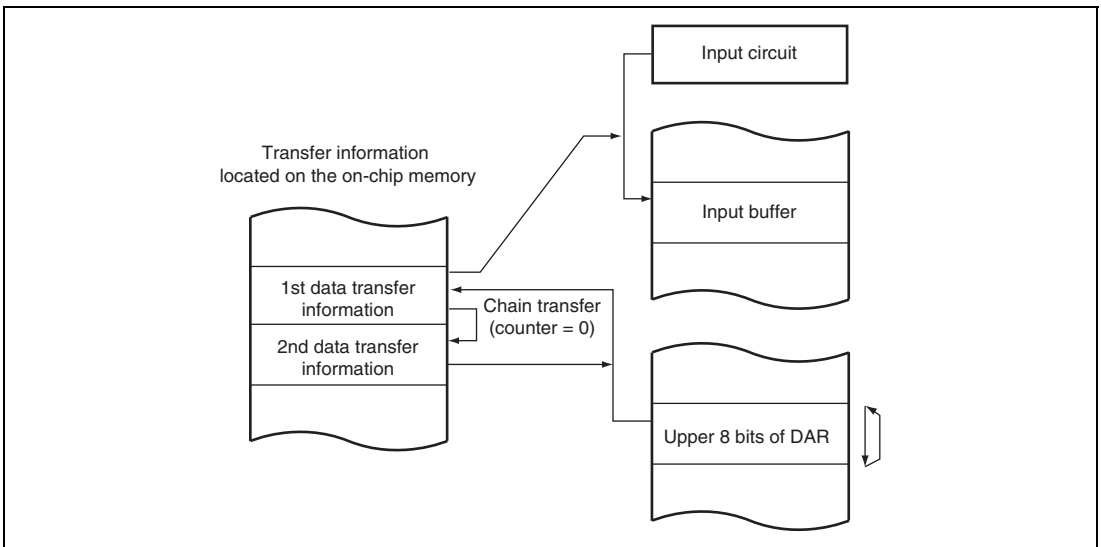 Input circuit
Transfer information
located on the on-chip memory
Input buffer
1st data transfer
information
Chain transfer
(counter = 0)
2nd data transfer
information
Upper 8 bits of DAR